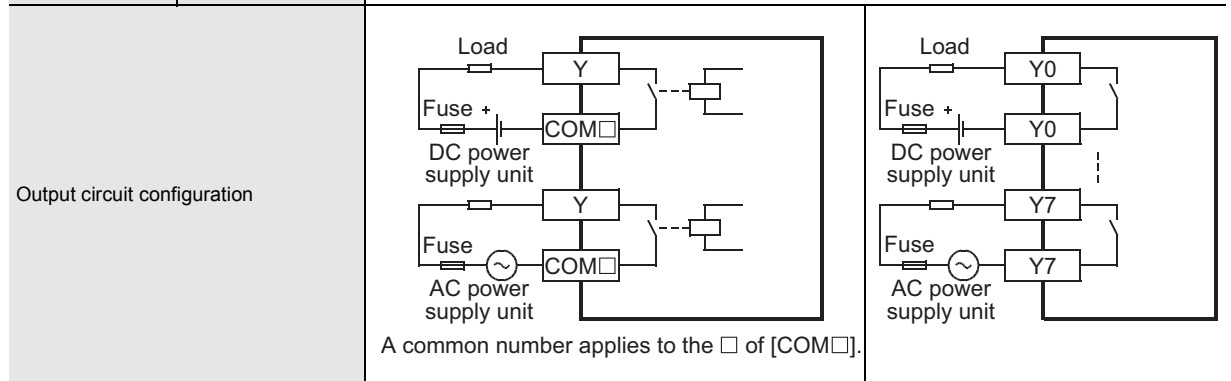 Output circuit configuration
Load
Y
Fuse +
COM□
DC power
supply unit
Y
Fuse
COM□
AC power
supply unit
A common number applies to the □ of [COM□].
Load
Y0
Fuse +
Y0
DC power
supply unit
Y7
Fuse
Y7
AC power
supply unit